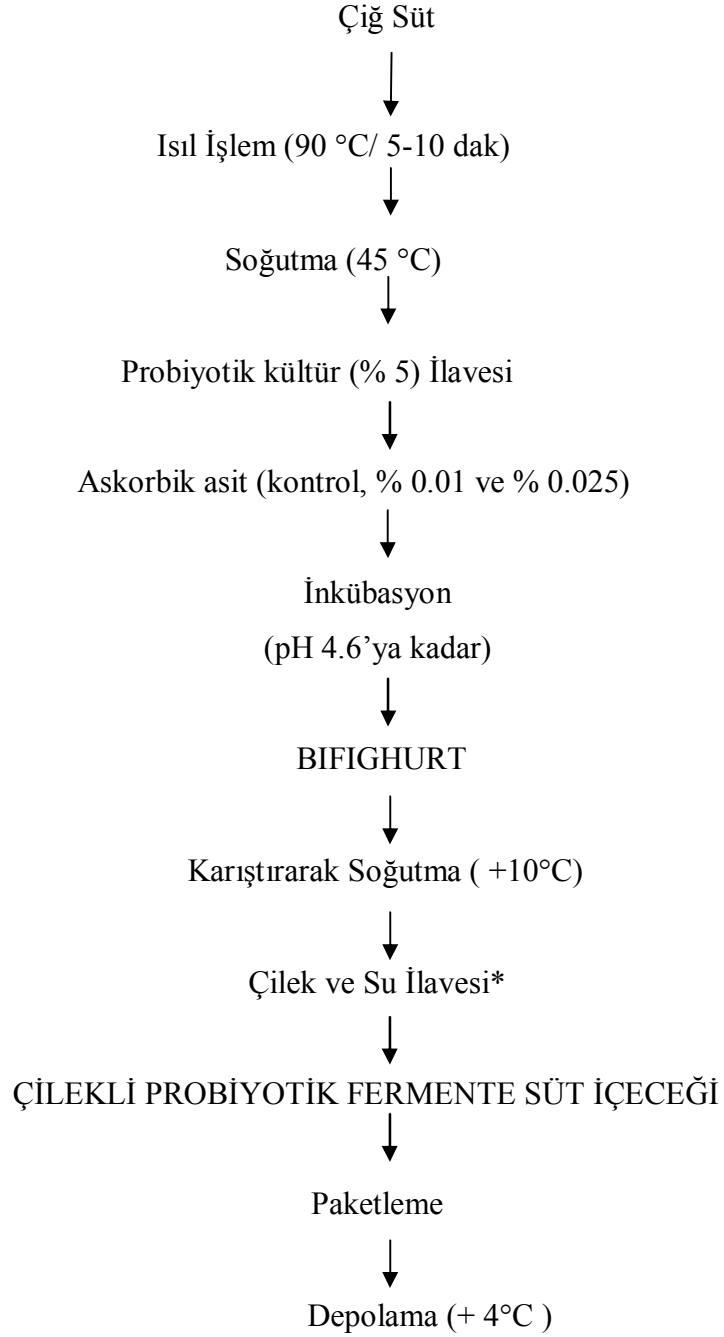 Çiğ Süt
Isıl İşlem (90 °C/ 5-10 dak)
Soğutma (45 °C)
Probiyotik kültür (% 5) İlavesi
Askorbik asit (kontrol, % 0.01 ve % 0.025)
İnkübasyon
(pH 4.6’ya kadar)
BIFIGHURT
Karıştırarak Soğutma ( +10°C)
Çilek ve Su İlavesi*
ÇİLEKLİ PROBİYOTİK FERMENTE SÜT İÇECEĞİ
Paketleme
Depolama (+ 4°C )